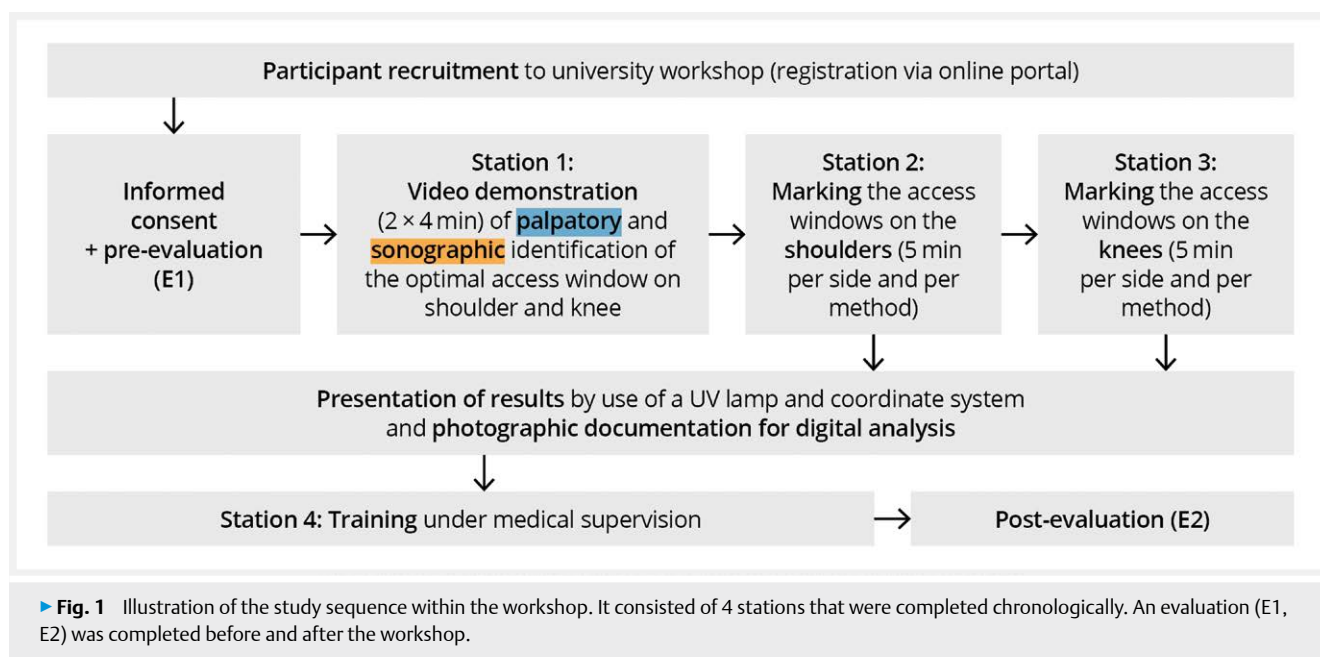 Participant recruitment to university workshop (registration via online portal)
Informed
consent
+ pre-evaluation
(E1)
Station 1:
Video demonstration
(2 × 4 min) of palpatory and
sonographic identification of
the optimal access window on
shoulder and knee
Station 2:
Marking the access
windows on the
shoulders (5 min
per side and per
method)
Station 3:
Marking the access
windows on the
knees (5 min
per side and per
method)
Presentation of results by use of a UV lamp and coordinate system
and photographic documentation for digital analysis
Station 4: Training under medical supervision
Post-evaluation (E2)
▶ Fig. 1 Illustration of the study sequence within the workshop. It consisted of 4 stations that were completed chronologically. An evaluation (E1,
E2) was completed before and after the workshop.